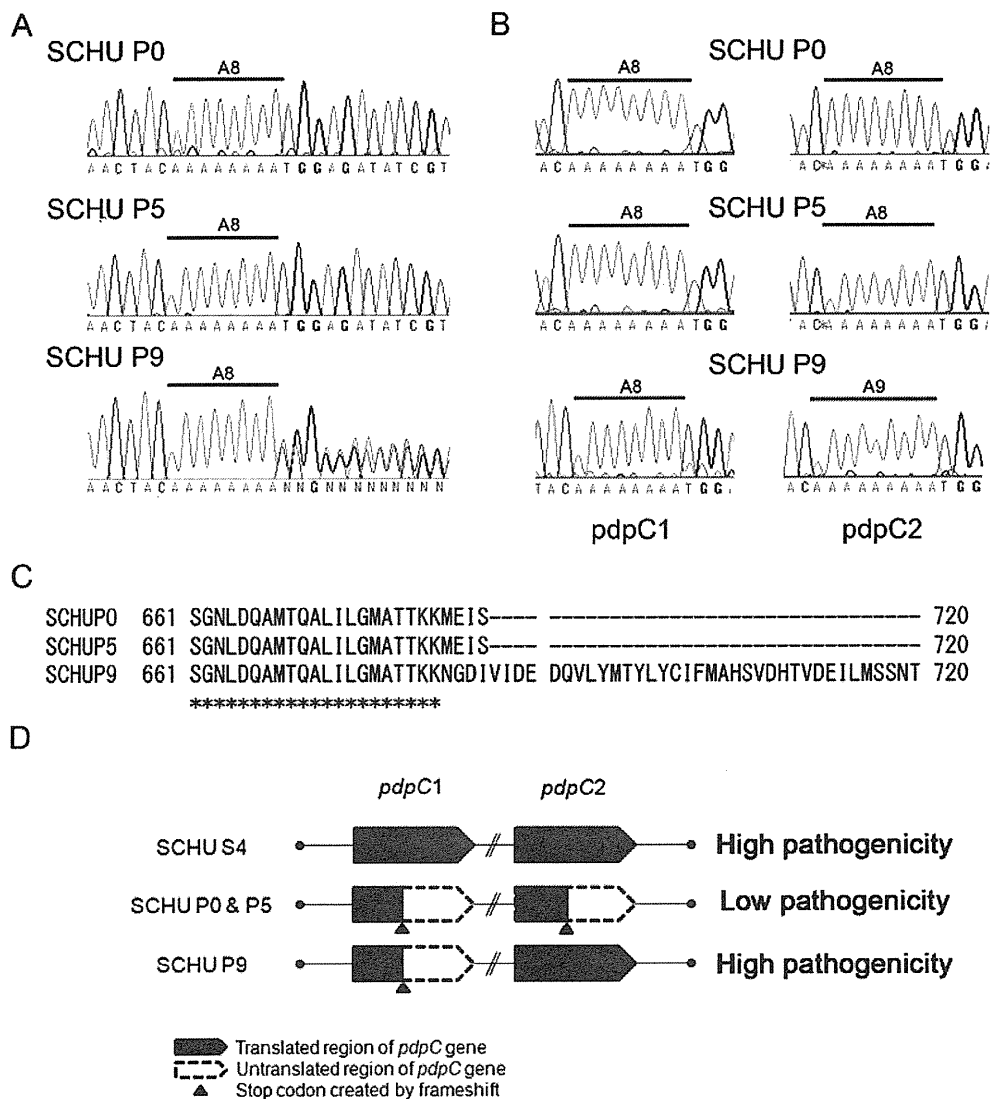 A
SCHU P0
A8
AACTACAAAAAAAATGGAGATATCGT
SCHU P5
A8
AACTACAAAAAAAATGGAGATATCGT
SCHU P9
A8
AACTACAAAAAAAANNGNNNNNNNNN
B
SCHU P0
A8
ACAAAAAAAATGG
A8
ACAAAAAAAATGGA
SCHU P5
A8
ACAAAAAAAATGG
A8
ACAAAAAAAATGGA
SCHU P9
A8
TACAAAAAAAATGG
A9
ACAAAAAAAAATGG
pdpC1
pdpC2
C
SCHUP0 661 SGNLDQAMTQALILGMATTKKMEIS---- ------------------------------- 720
SCHUP5 661 SGNLDQAMTQALILGMATTKKMEIS---- ------------------------------- 720
SCHUP9 661 SGNLDQAMTQALILGMATTKKNGDIVIDE DQVLYMTYLYCIFMAHSVDHTVDEILMSSNT 720
*********************
D
pdpC1 pdpC2
SCHU S4 // High pathogenicity
SCHU P0 & P5 // Low pathogenicity
SCHU P9 // High pathogenicity
Translated region of pdpC gene
Untranslated region of pdpC gene
Stop codon created by frameshift